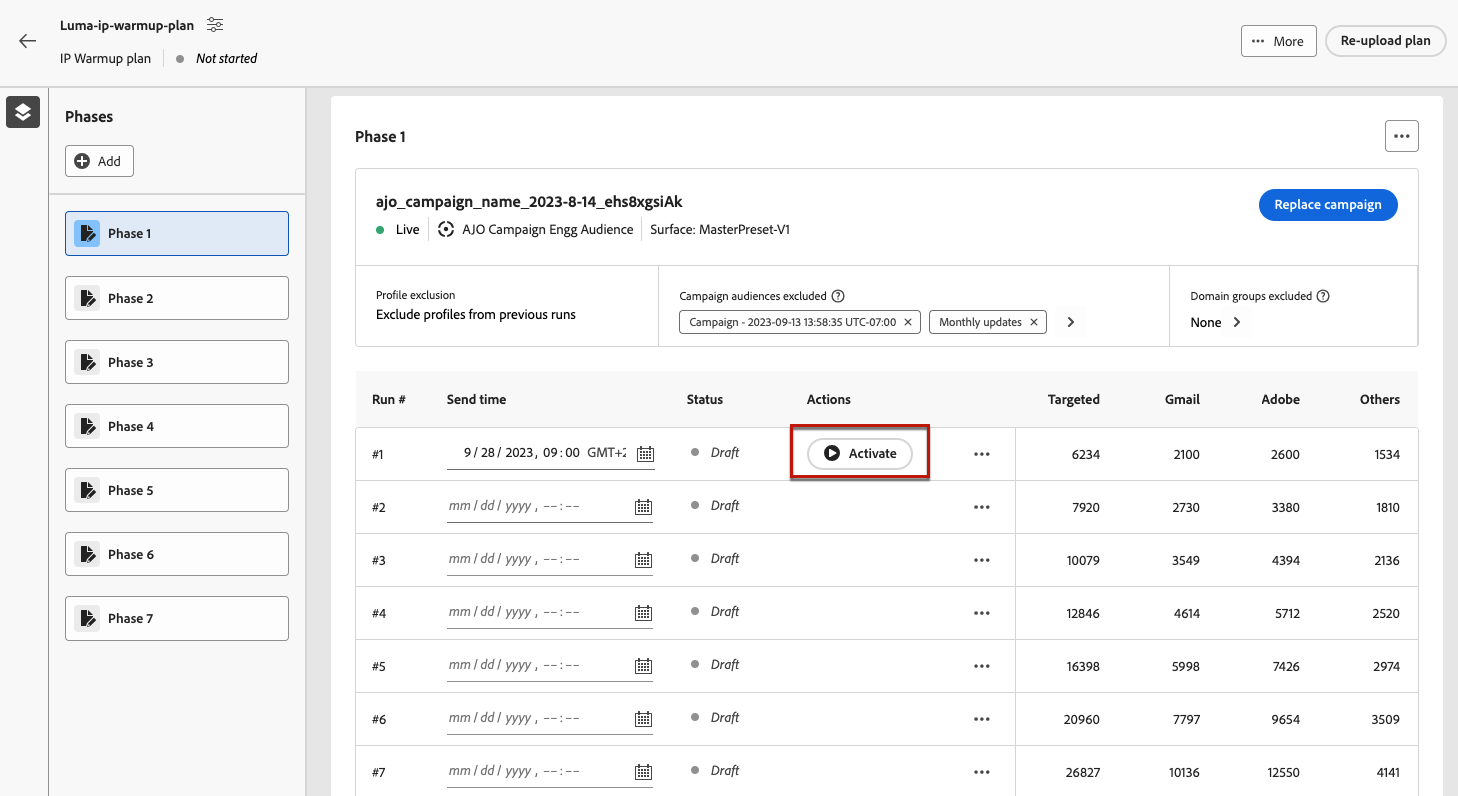 Luma-ip-warmup-plan
IP Warmup plan
Not started
More
Re-upload plan
Phases
Add
Phase 1
Phase 2
Phase 3
Phase 4
Phase 5
Phase 6
Phase 7
Phase 1
ajo_campaign_name_2023-8-14_ehs8xgsiAk
Live AJO Campaign Engg Audience Surface: MasterPreset-V1
Replace campaign
Profile exclusion
Exclude profiles from previous runs
Campaign audiences excluded
Campaign - 2023-09-13 13:58:35 UTC-07:00 Monthly updates
Domain groups excluded
None
Run # Send time Status Actions Targeted Gmail Adobe Others
#1 9/28/2023, 09:00 GMT+2 Draft Activate 6234 2100 2600 1534
#2 mm/dd/yyyy, --:-- Draft 7920 2730 3380 1810
#3 mm/dd/yyyy, --:-- Draft 10079 3549 4394 2136
#4 mm/dd/yyyy, --:-- Draft 12846 4614 5712 2520
#5 mm/dd/yyyy, --:-- Draft 16398 5998 7426 2974
#6 mm/dd/yyyy, --:-- Draft 20960 7797 9654 3509
#7 mm/dd/yyyy, --:-- Draft 26827 10136 12550 4141